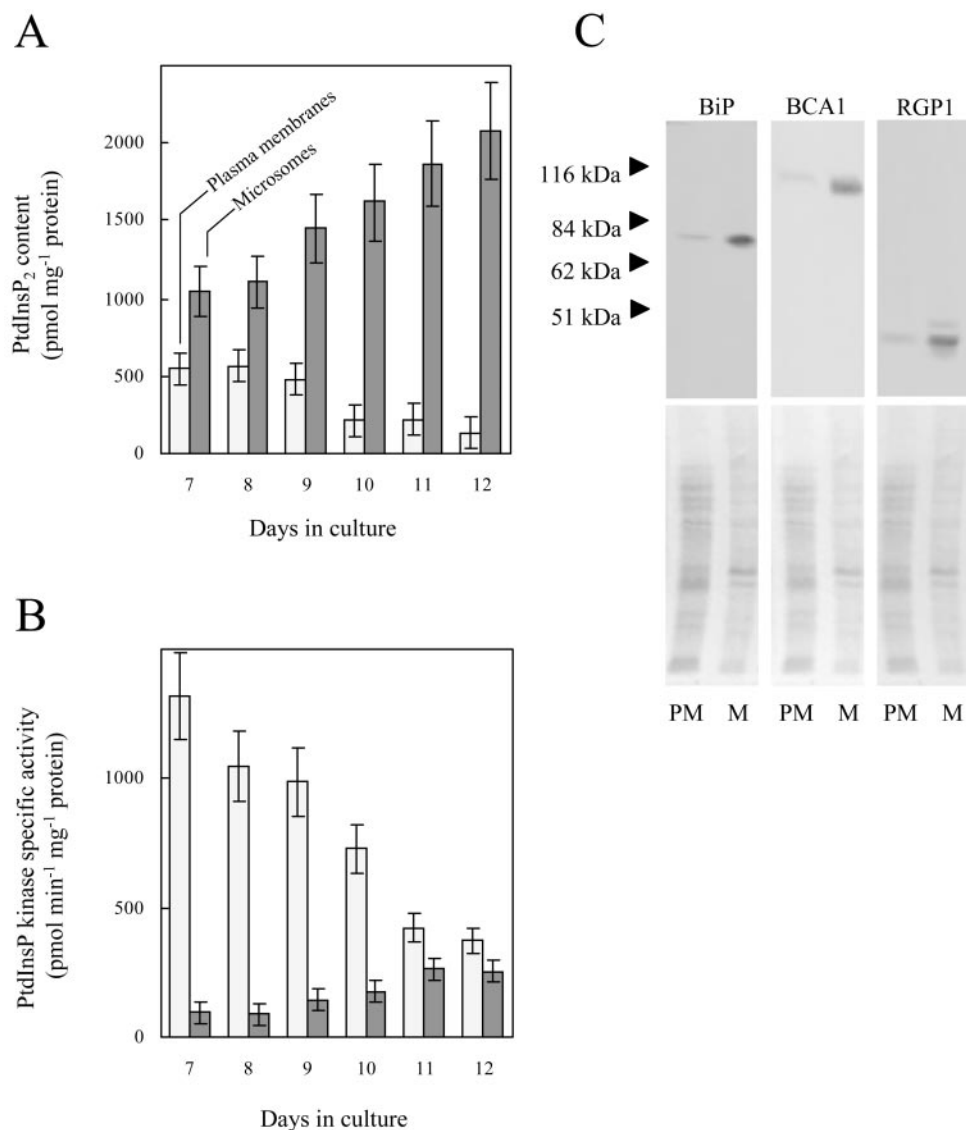 A
PtdInsP2 content
(pmol mg-1 protein)
2000
1500
1000
500
0
Plasma membranes
Microsomes
7 8 9 10 11 12
Days in culture
B
PtdInsP kinase specific activity
(pmol min-1 mg-1 protein)
1000
500
0
7 8 9 10 11 12
Days in culture
C
BiP BCA1 RGP1
116 kDa
84 kDa
62 kDa
51 kDa
PM M PM M PM M